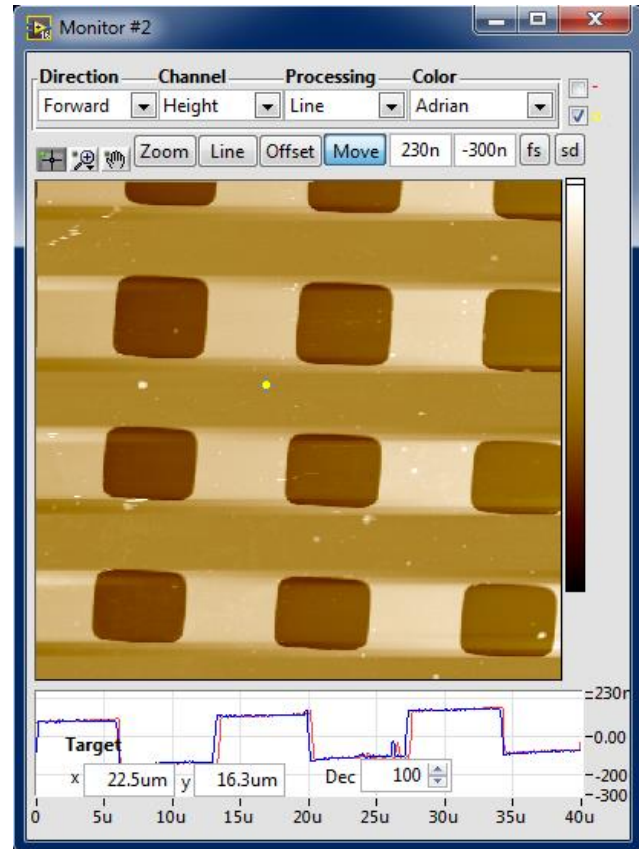 Monitor #2
Direction Channel Processing Color
Forward Height Line Adrian
Zoom Line Offset Move 230n -300n fs sd
230n
0.00
-200
-300
Target
x 22.5um y 16.3um Dec 100
0 5u 10u 15u 20u 25u 30u 35u 40u